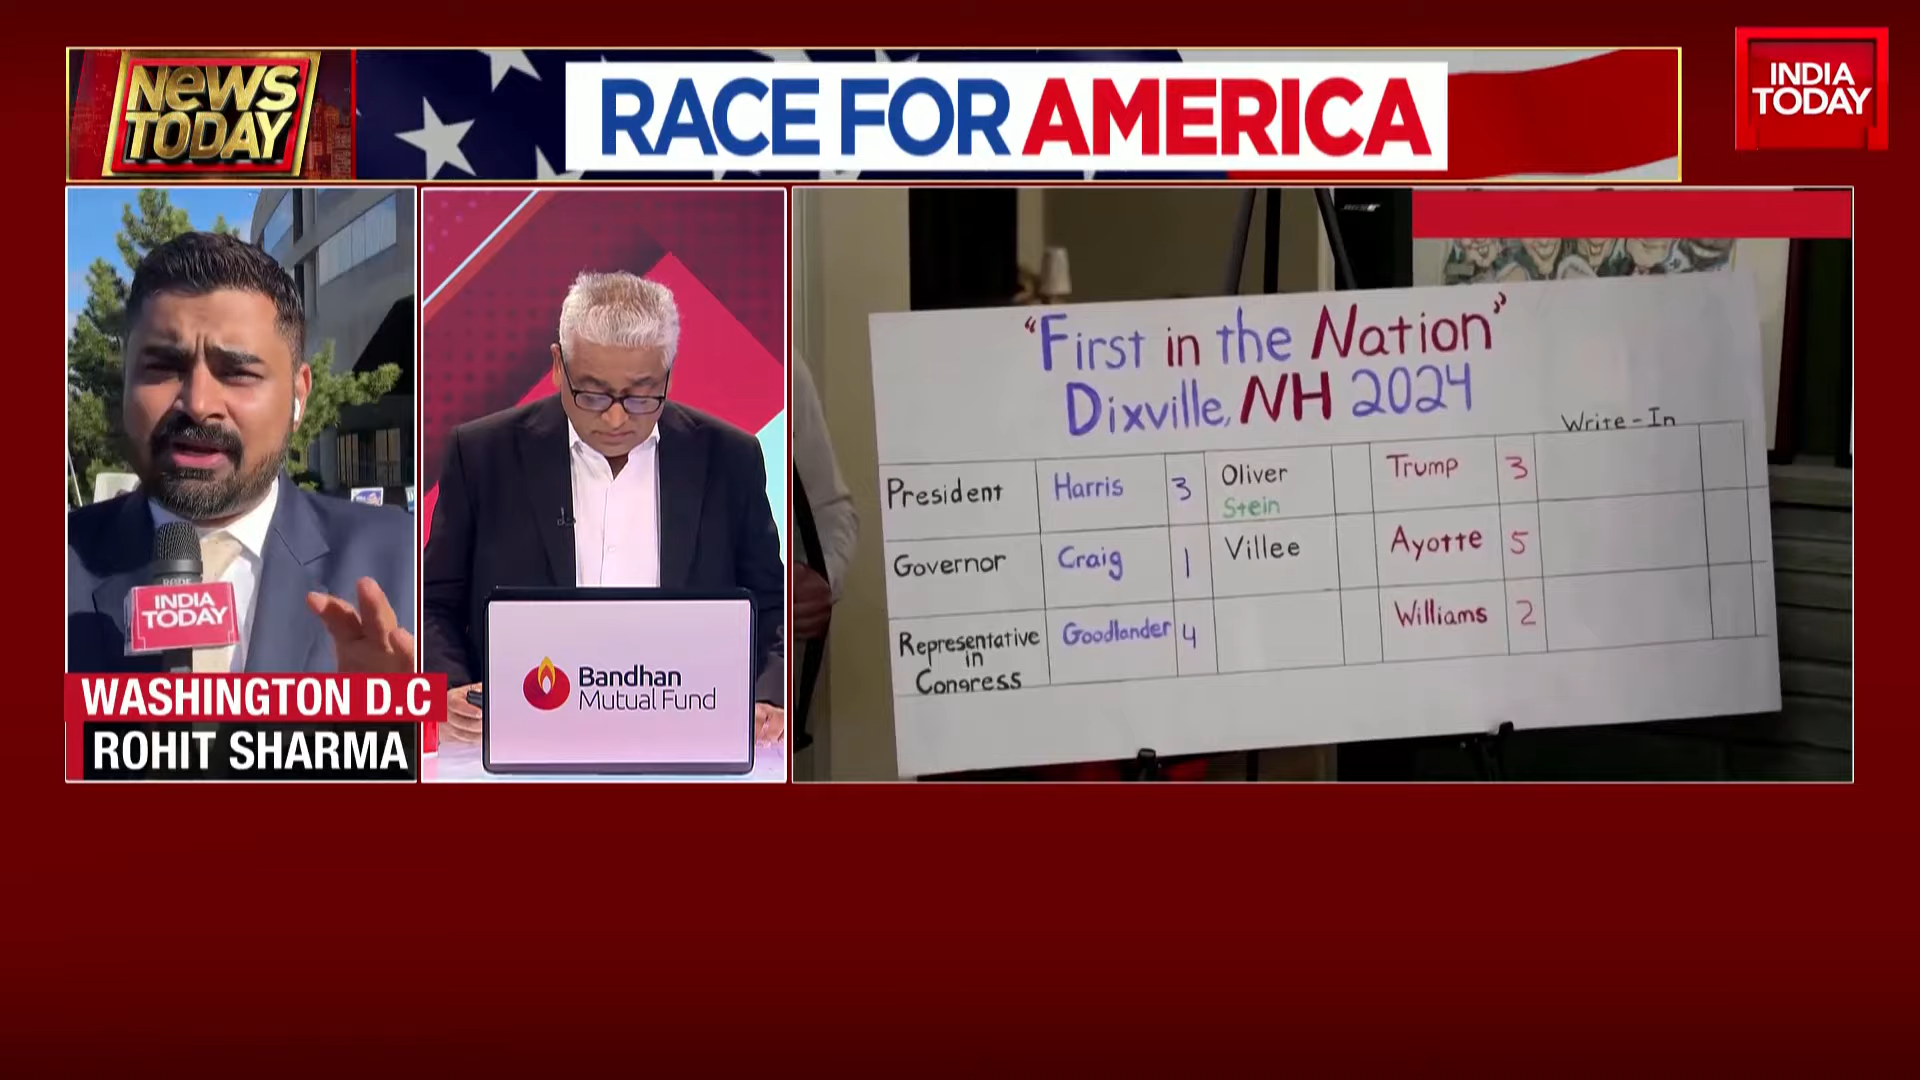 NEWS
TODAY
RACE FOR AMERICA
INDIA
TODAY
RODE
INDIA
TODAY
WASHINGTON D.C
ROHIT SHARMA
Bandhan
Mutual Fund
"First in the Nation"
Dixville, NH 2024
Write-In
President Harris 3 Oliver Trump 3
Stein
Governor Craig 1 Villee Ayotte 5
Representative Goodlander 4 Williams 2
in
Congress